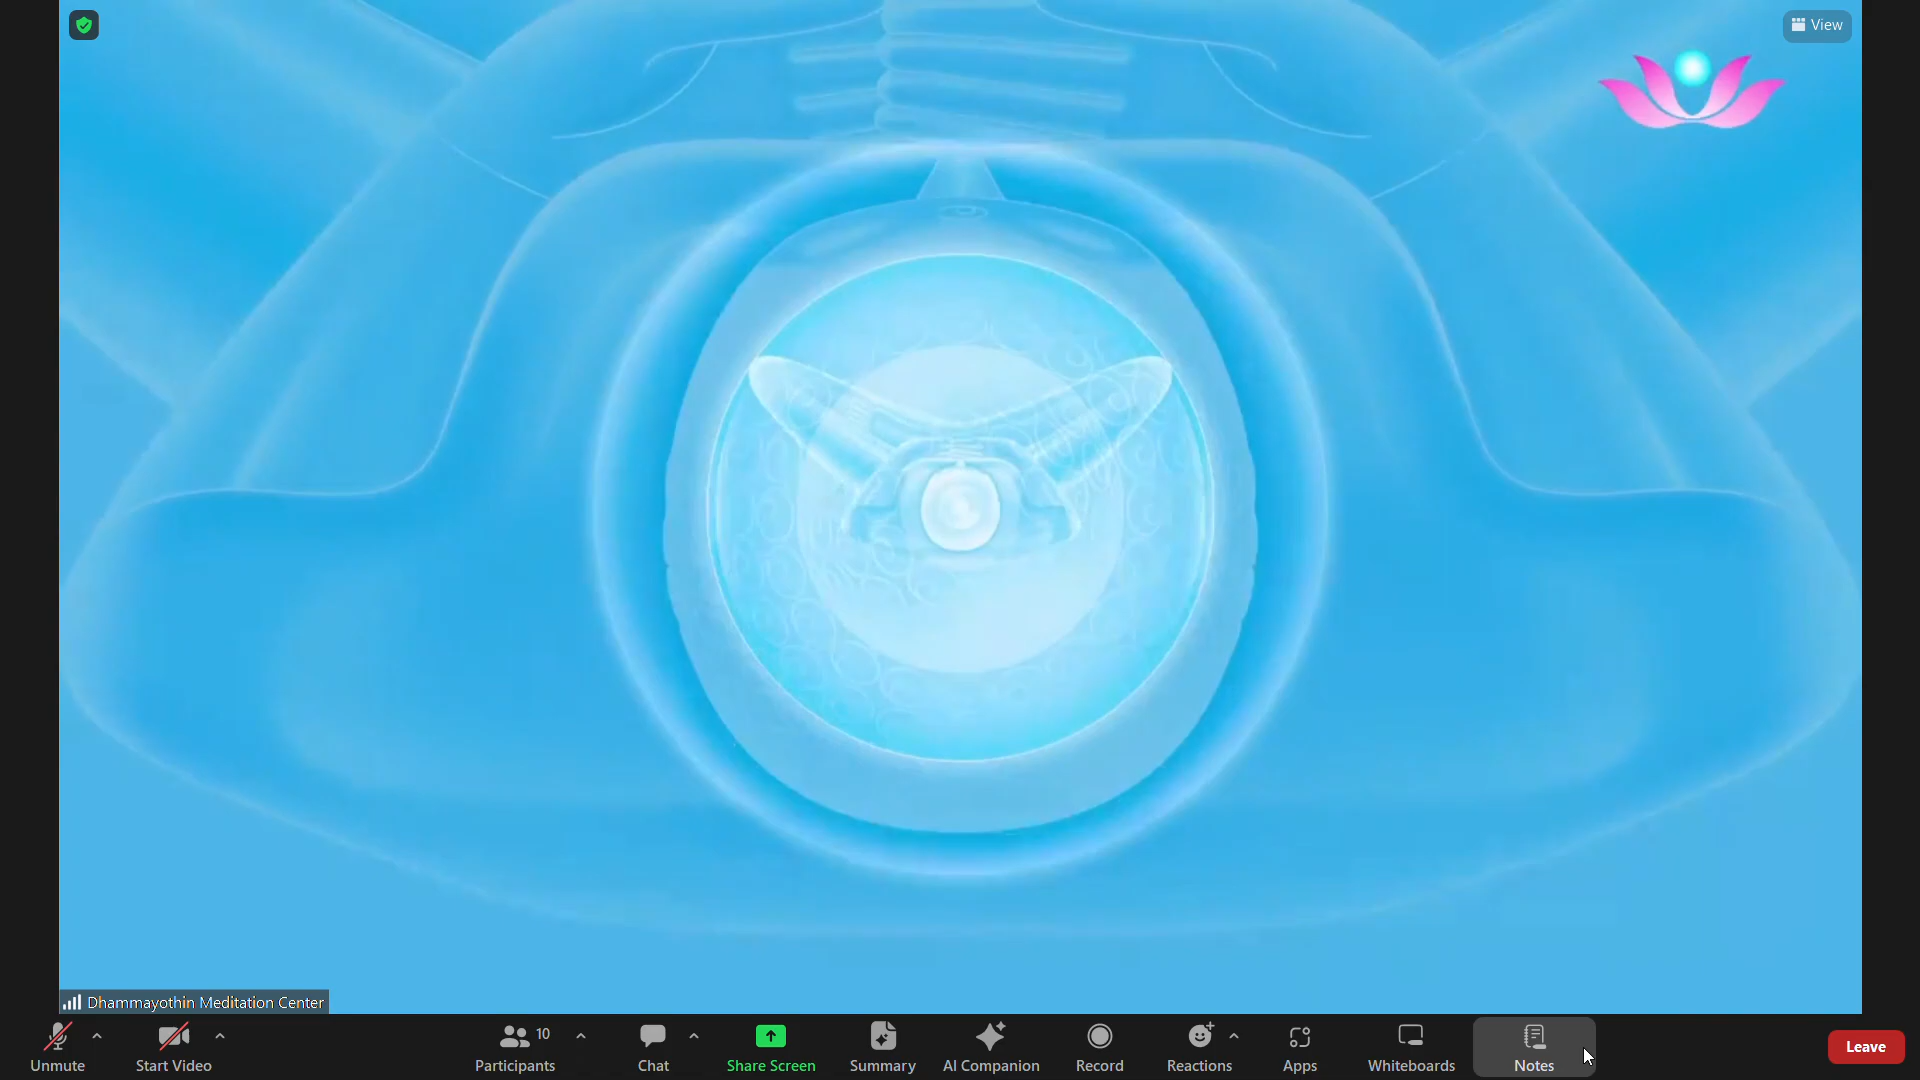 View
Dhammayothin Meditation Center
Unmute
Start Video
Participants
10
Chat
Share Screen
Summary
AI Companion
Record
Reactions
Apps
Whiteboards
Notes
Leave